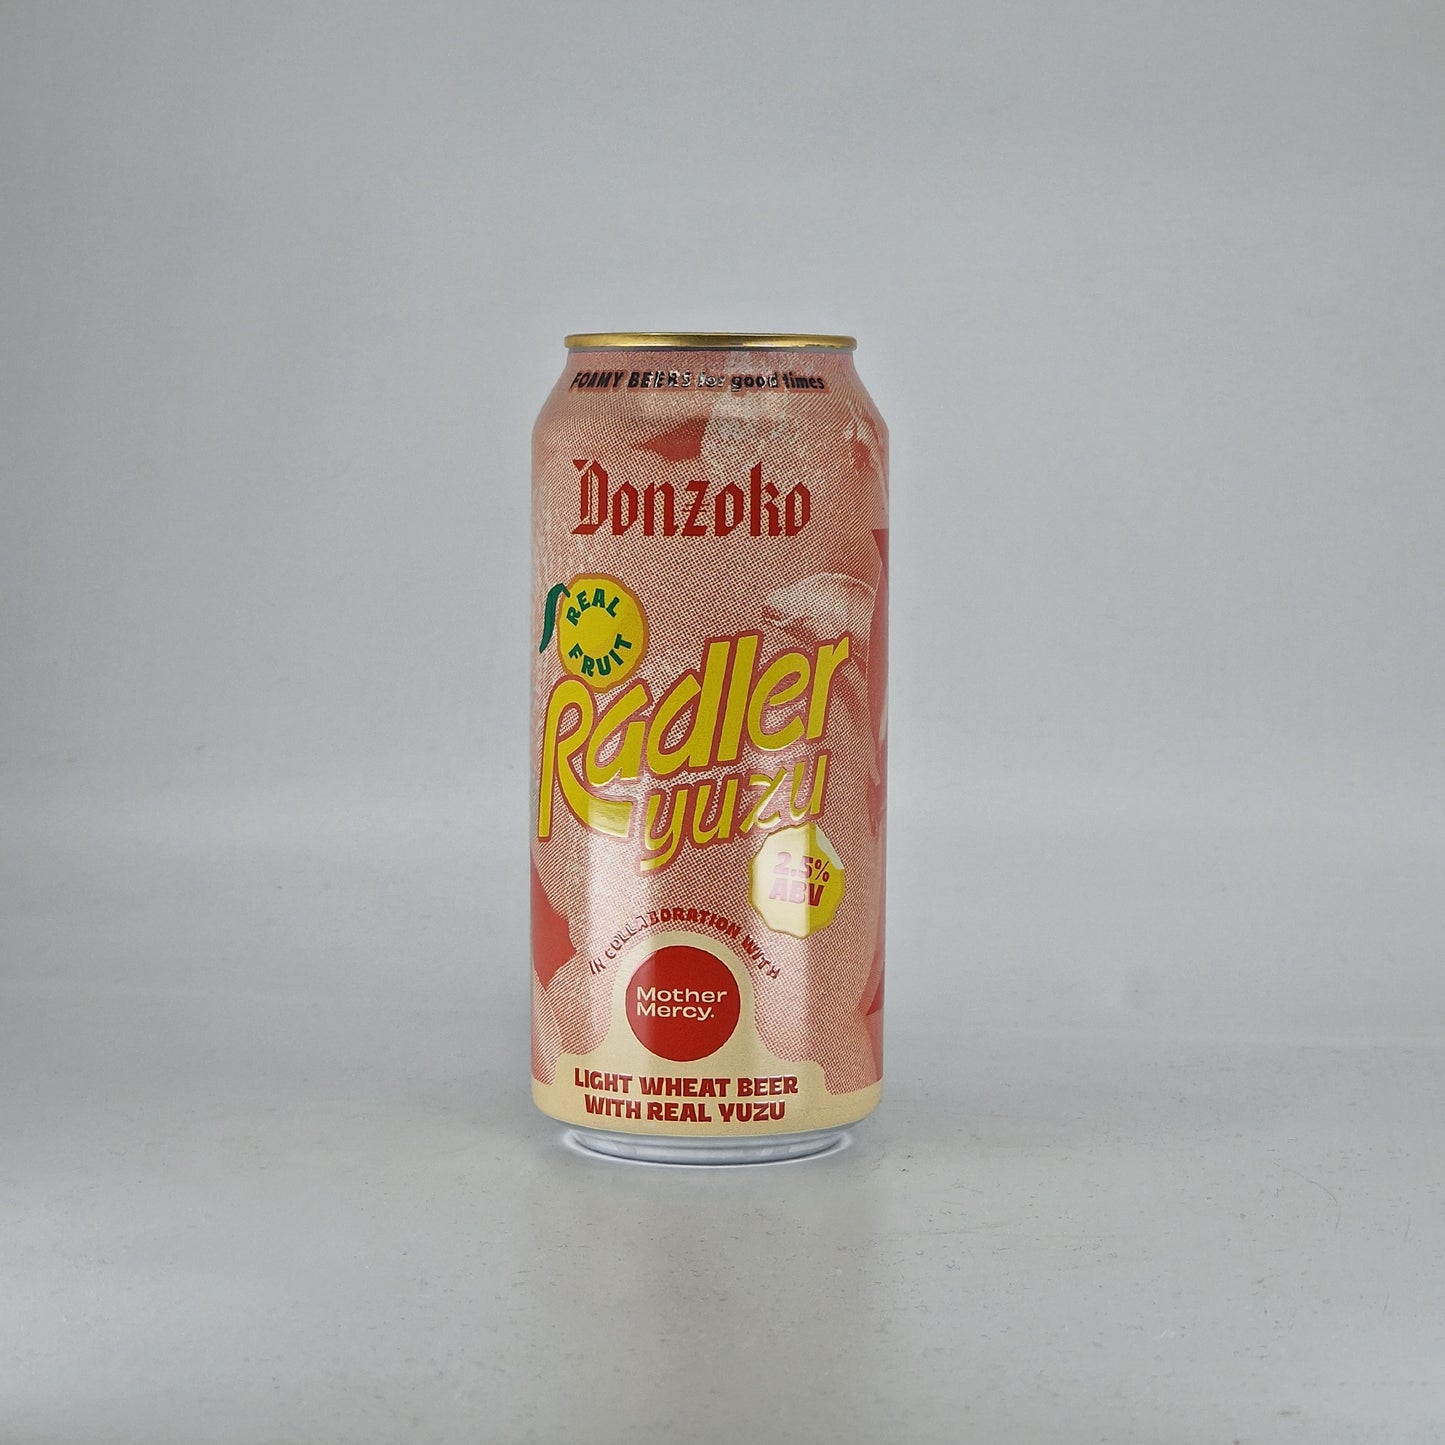 FOAMY BEERS for good times
Donzoko
REAL
FRUIT
Radler
yuzu
2.5%
ABV
IN COLLABORATION WITH
Mother
Mercy.
LIGHT WHEAT BEER
WITH REAL YUZU